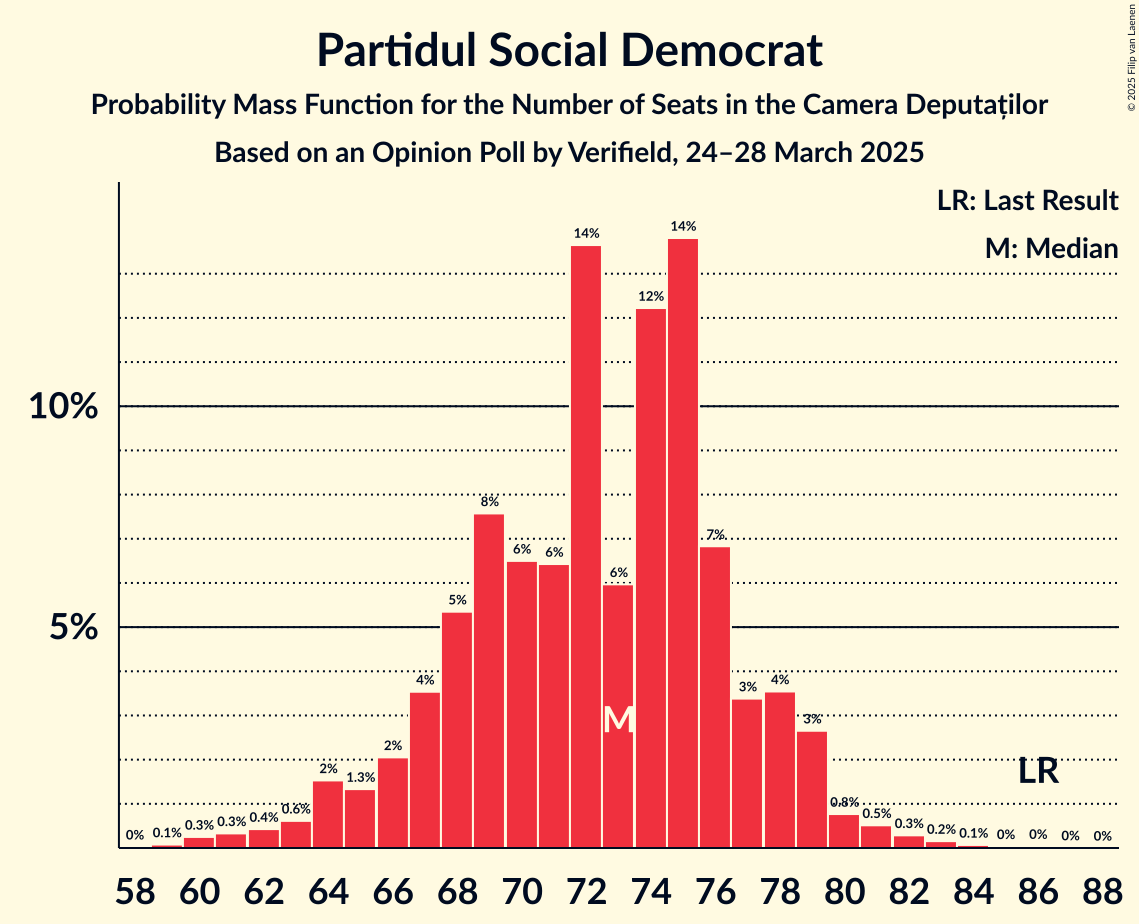 Partidul Social Democrat
Probability Mass Function for the Number of Seats in the Camera Deputaților
Based on an Opinion Poll by Verifield, 24–28 March 2025
© 2025 Filip van Laenen
LR: Last Result
M: Median
10%
5%
0% 0.1% 0.3% 0.3% 0.4% 0.6% 2% 1.3% 2% 4% 5% 8% 6% 6% 14% 6% 12% 14% 7% 3% 4% 3% 0.8% 0.5% 0.3% 0.2% 0.1% 0% 0% 0% 0%
M
LR
58 60 62 64 66 68 70 72 74 76 78 80 82 84 86 88